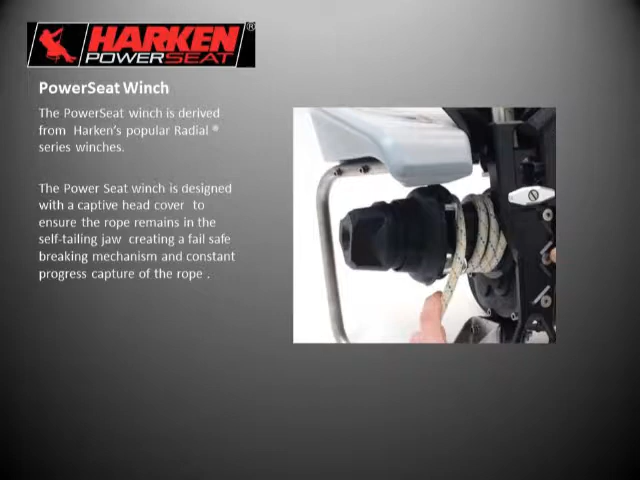 HARKEN®
POWERSEAT
PowerSeat Winch
The PowerSeat winch is derived
from Harken's popular Radial ®
series winches.
The Power Seat winch is designed
with a captive head cover to
ensure the rope remains in the
self-tailing jaw creating a fail safe
breaking mechanism and constant
progress capture of the rope .